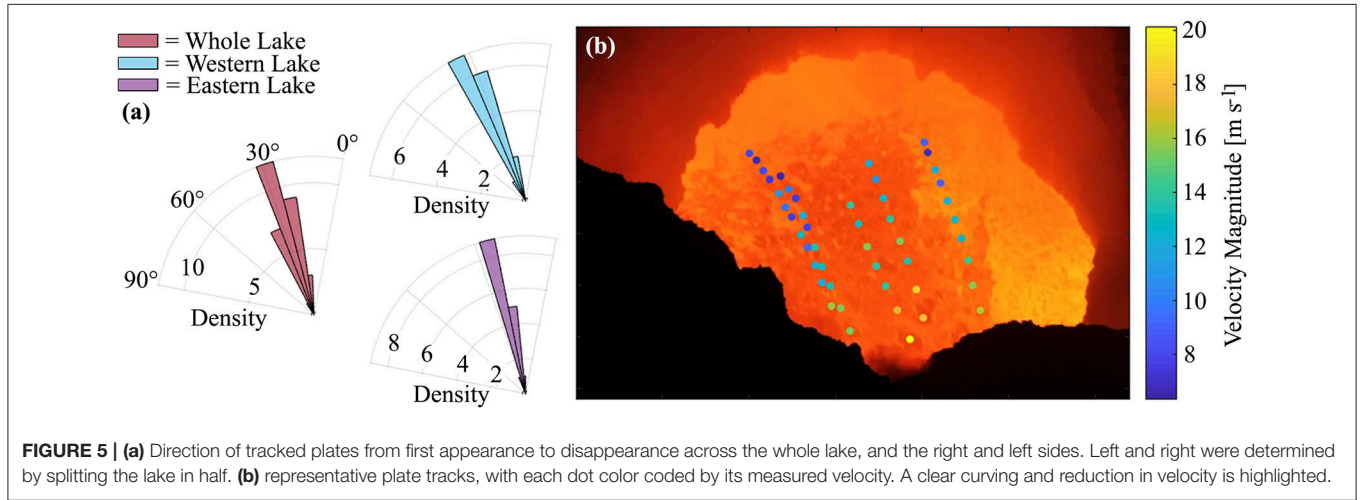 = Whole Lake
= Western Lake
= Eastern Lake
(a)
0°
30°
60°
90°
10
5
Density
6
4
2
Density
8
6
4
2
Density
(b)
20
18
16
14
12
10
8
Velocity Magnitude [m s⁻¹]
FIGURE 5 | (a) Direction of tracked plates from first appearance to disappearance across the whole lake, and the right and left sides. Left and right were determined
by splitting the lake in half. (b) representative plate tracks, with each dot color coded by its measured velocity. A clear curving and reduction in velocity is highlighted.